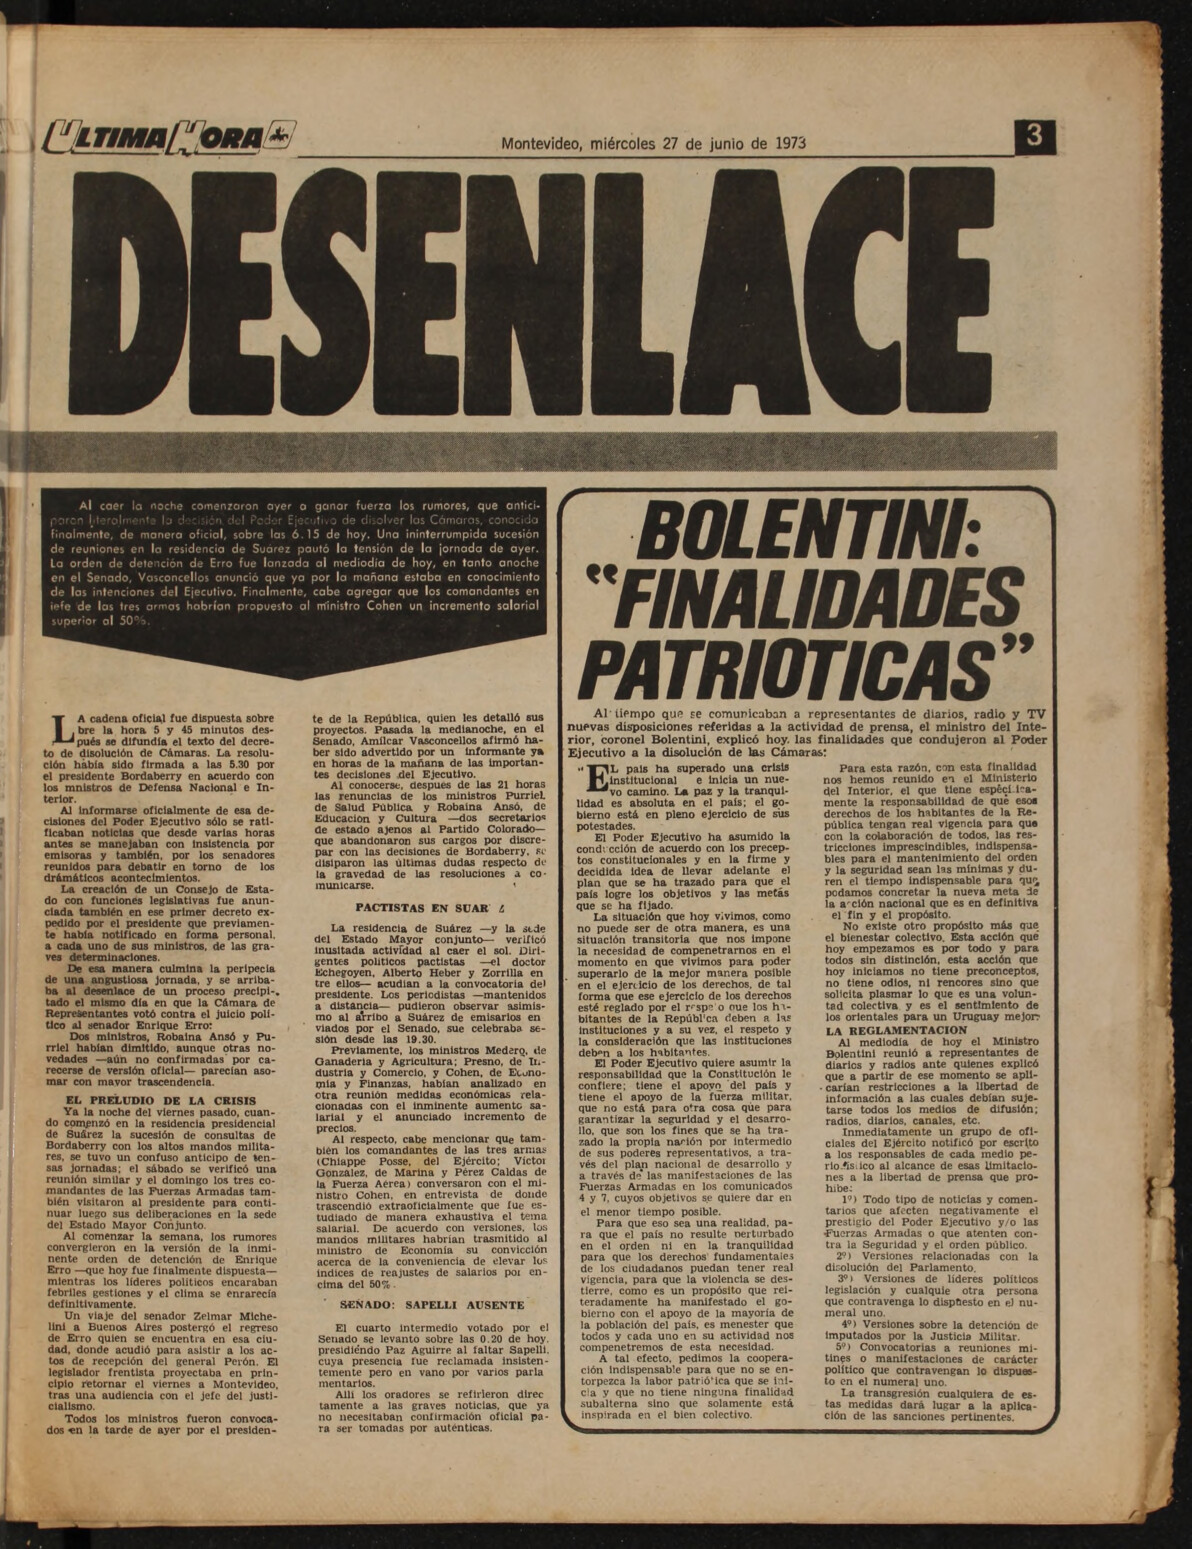 ULTIMA HORA
Montevideo, miércoles 27 de junio de 1973
3
DESENLACE
Al caer la noche comenzaron ayer a ganar fuerza los rumores, que antici-
paron literalmente la decisión del Poder Ejecutivo de disolver las Cámaras, conocida
finalmente, de manera oficial, sobre las 6.15 de hoy. Una ininterrumpida sucesión
de reuniones en la residencia de Suárez pautó la tensión de la jornada de ayer.
La orden de detención de Erro fue lanzada al mediodía de hoy, en tanto anoche
en el Senado, Vasconcellos anunció que ya por la mañana estaba en conocimiento
de las intenciones del Ejecutivo. Finalmente, cabe agregar que los comandantes en
jefe de las tres armas habrían propuesto al ministro Cohen un incremento salarial
superior al 50%.
LA cadena oficial fue dispuesta sobre
bre la hora 5 y 45 minutos des-
pués se difundía el texto del decre-
to de disolución de Cámaras. La resolu-
ción había sido firmada a las 5.30 por
el presidente Bordaberry en acuerdo con
los mnistros de Defensa Nacional e In-
terior.
Al informarse oficialmente de esa de-
cisiones del Poder Ejecutivo sólo se rati-
ficaban noticias que desde varias horas
antes se manejaban con insistencia por
emisoras y también, por los senadores
reunidos para debatir en torno de los
drámáticos acontecimientos.
La creación de un Consejo de Esta-
do con funciones legislativas fue anun-
ciada también en ese primer decreto ex-
pedido por el presidente que previamen-
te había notificado en forma personal,
a cada uno de sus ministros, de las gra-
ves determinaciones.
De esa manera culmina la peripecia
de una angustiosa jornada, y se arriba-
ba al desenlace de un proceso precipi-
tado el mismo día en que la Cámara de
Representantes votó contra el juicio polí-
tico al senador Enrique Erro:
Dos ministros, Robaina Ansó y Pu-
rriel habían dimitido, aunque otras no-
vedades —aún no confirmadas por ca-
recerse de versión oficial— parecían aso-
mar con mayor trascendencia.
EL PRELUDIO DE LA CRISIS
Ya la noche del viernes pasado, cuan-
do comenzó en la residencia presidencial
de Suárez la sucesión de consultas de
Bordaberry con los altos mandos milita-
res, se tuvo un confuso anticipo de ten-
sas jornadas; el sábado se verificó una
reunión similar y el domingo los tres co-
mandantes de las Fuerzas Armadas tam-
bién visitaron al presidente para conti-
nuar luego sus deliberaciones en la sede
del Estado Mayor Conjunto.
Al comenzar la semana, los rumores
convergieron en la versión de la inmi-
nente orden de detención de Enrique
Erro —que hoy fue finalmente dispuesta—
mientras los líderes políticos encaraban
febriles gestiones y el clima se enrarecía
definitivamente.
Un viaje del senador Zelmar Miche-
lini a Buenos Aires postergó el regreso
de Erro quien se encuentra en esa ciu-
dad, donde acudió para asistir a los ac-
tos de recepción del general Perón. El
legislador frentista proyectaba en prin-
cipio retornar el viernes a Montevideo,
tras una audiencia con el jefe del justi-
cialismo.
Todos los ministros fueron convoca-
dos en la tarde de ayer por el presiden-
te de la República, quien les detalló sus
proyectos. Pasada la medianoche, en el
Senado, Amílcar Vasconcellos afirmó ha-
ber sido advertido por un informante ya
en horas de la mañana de las importan-
tes decisiones del Ejecutivo.
Al conocerse, después de las 21 horas
las renuncias de los ministros Purriel,
de Salud Pública y Robaina Ansó, de
Educación y Cultura —dos secretarios
de estado ajenos al Partido Colorado—
que abandonaron sus cargos por discre-
par con las decisiones de Bordaberry, se
disiparon las últimas dudas respecto de
la gravedad de las resoluciones a co-
municarse.
PACTISTAS EN SUAR
La residencia de Suárez —y la sede
del Estado Mayor conjunto— verificó
inusitada actividad al caer el sol. Diri-
gentes políticos pactistas —el doctor
Echegoyen, Alberto Heber y Zorrilla en
tre ellos— acudían a la convocatoria del
presidente. Los periodistas —mantenidos
a distancia— pudieron observar asimis-
mo al arribo a Suárez de emisarios en
viados por el Senado, sue celebraba se-
sión desde las 19.30.
Previamente, los ministros Medero, de
Ganadería y Agricultura; Presno, de In-
dustria y Comercio, y Cohen, de Econo-
mía y Finanzas, habían analizado en
otra reunión medidas económicas rela-
cionadas con el inminente aumento sa-
larial y el anunciado incremento de
precios.
Al respecto, cabe mencionar que tam-
bién los comandantes de las tres armas
(Chiappe Posse, del Ejército; Víctor
González, de Marina y Pérez Caldas de
la Fuerza Aérea) conversaron con el mi-
nistro Cohen, en entrevista de donde
trascendió extraoficialmente que fue es-
tudiado de manera exhaustiva el tema
salarial. De acuerdo con versiones, los
mandos militares habrían trasmitido al
ministro de Economía su convicción
acerca de la conveniencia de elevar los
índices de reajustes de salarios por en-
cima del 50%.
SENADO: SAPELLI AUSENTE
El cuarto intermedio votado por el
Senado se levantó sobre las 0.20 de hoy,
presidiéndo Paz Aguirre al faltar Sapelli,
cuya presencia fue reclamada insisten-
temente pero en vano por varios parla
mentarios.
Allí los oradores se refirieron direc
tamente a las graves noticias, que ya
no necesitaban confirmación oficial pa-
ra ser tomadas por auténticas.
BOLENTINI:
“FINALIDADES
PATRIOTICAS”
Al tiempo que se comunicaban a representantes de diarios, radio y TV
nuevas disposiciones referidas a la actividad de prensa, el ministro del Inte-
rior, coronel Bolentini, explicó hoy las finalidades que condujeron al Poder
Ejecutivo a la disolución de las Cámaras:
“EL país ha superado una crisis
institucional e inicia un nue-
vo camino. La paz y la tranqui-
lidad es absoluta en el país; el go-
bierno está en pleno ejercicio de sus
potestades.
El Poder Ejecutivo ha asumido la
conducción de acuerdo con los precep-
tos constitucionales y en la firme y
decidida idea de llevar adelante el
plan que se ha trazado para que el
país logre los objetivos y las metas
que se ha fijado.
La situación que hoy vivimos, como
no puede ser de otra manera, es una
situación transitoria que nos impone
la necesidad de compenetrarnos en el
momento en que vivimos para poder
superarlo de la mejor manera posible
en el ejercicio de los derechos, de tal
forma que ese ejercicio de los derechos
esté reglado por el respeto que los ha-
bitantes de la República deben a las
instituciones y a su vez, el respeto y
la consideración que las instituciones
deben a los habitantes.
El Poder Ejecutivo quiere asumir la
responsabilidad que la Constitución le
confiere; tiene el apoyo del país y
tiene el apoyo de la fuerza militar,
que no está para otra cosa que para
garantizar la seguridad y el desarro-
llo, que son los fines que se ha tra-
zado la propia nación por intermedio
de sus poderes representativos, a tra-
vés del plan nacional de desarrollo y
a través de las manifestaciones de las
Fuerzas Armadas en los comunicados
4 y 7, cuyos objetivos se quiere dar en
el menor tiempo posible.
Para que eso sea una realidad, pa-
ra que el país no resulte perturbado
en el orden ni en la tranquilidad
para que los derechos fundamentales
de los ciudadanos puedan tener real
vigencia, para que la violencia se des-
tierre, como es un propósito que rei-
teradamente ha manifestado el go-
bierno con el apoyo de la mayoría de
la población del país, es menester que
todos y cada uno en su actividad nos
compenetremos de esta necesidad.
A tal efecto, pedimos la coopera-
ción indispensable para que no se en-
torpezca la labor patriótica que se ini-
cia y que no tiene ninguna finalidad
subalterna sino que solamente está
inspirada en el bien colectivo.
Para esta razón, con esta finalidad
nos hemos reunido en el Ministerio
del Interior, el que tiene específica-
mente la responsabilidad de que esos
derechos de los habitantes de la Re-
pública tengan real vigencia para que
con la colaboración de todos, las res-
tricciones imprescindibles, indispensa-
bles para el mantenimiento del orden
y la seguridad sean las mínimas y du-
ren el tiempo indispensable para que
podamos concretar la nueva meta de
la acción nacional que es en definitiva
el fin y el propósito.
No existe otro propósito más que
el bienestar colectivo. Esta acción que
hoy empezamos es por todo y para
todos sin distinción, esta acción que
hoy iniciamos no tiene preconceptos,
no tiene odios, ni rencores sino que
solicita plasmar lo que es una volun-
tad colectiva y es el sentimiento de
los orientales para un Uruguay mejor
LA REGLAMENTACION
Al mediodía de hoy el Ministro
Bolentini reunió a representantes de
diarios y radios ante quienes explicó
que a partir de ese momento se apli-
carían restricciones a la libertad de
información a las cuales debían suje-
tarse todos los medios de difusión;
radios, diarios, canales, etc.
Inmediatamente un grupo de ofi-
ciales del Ejército notificó por escrito
a los responsables de cada medio pe-
riodístico al alcance de esas limitacio-
nes a la libertad de prensa que pro-
híbe:
1º) Todo tipo de noticias y comen-
tarios que afecten negativamente el
prestigio del Poder Ejecutivo y/o las
Fuerzas Armadas o que atenten con-
tra la Seguridad y el orden público.
2º) Versiones relacionadas con la
disolución del Parlamento.
3º) Versiones de líderes políticos
legislación y cualquie otra persona
que contravenga lo dispuesto en el nu-
meral uno.
4º) Versiones sobre la detención de
imputados por la Justicia Militar.
5º) Convocatorias a reuniones mi-
tines o manifestaciones de carácter
político que contravengan lo dispues-
to en el numeral uno.
La transgresión cualquiera de es-
tas medidas dará lugar a la aplica-
ción de las sanciones pertinentes.